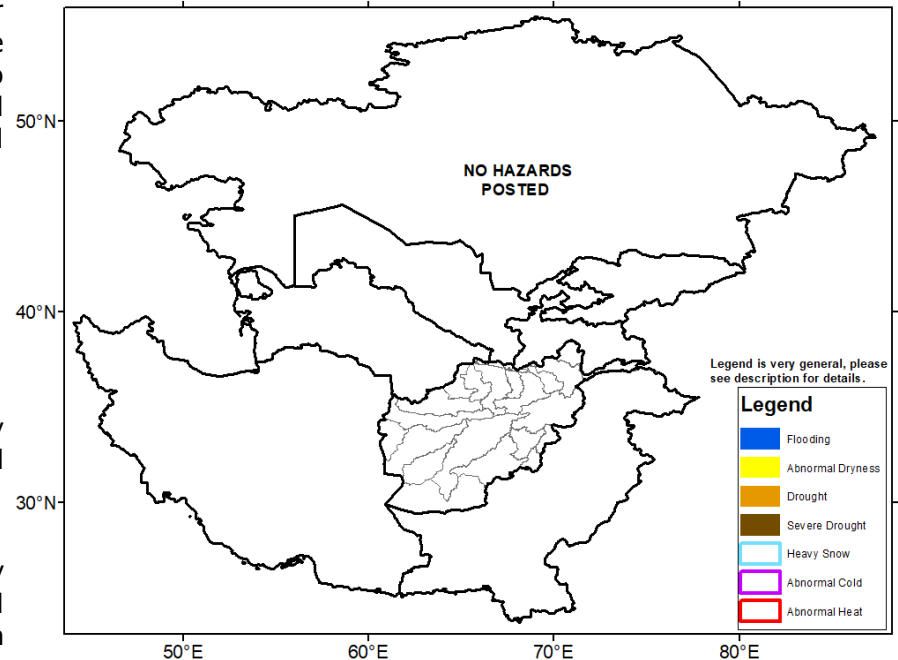 50°N
NO HAZARDS
POSTED
40°N
Legend is very general, please
see description for details.
Legend
Flooding
Abnormal Dryness
Drought
Severe Drought
30°N
Heavy Snow
Abnormal Cold
Abnormal Heat
50°E 60°E 70°E 80°E